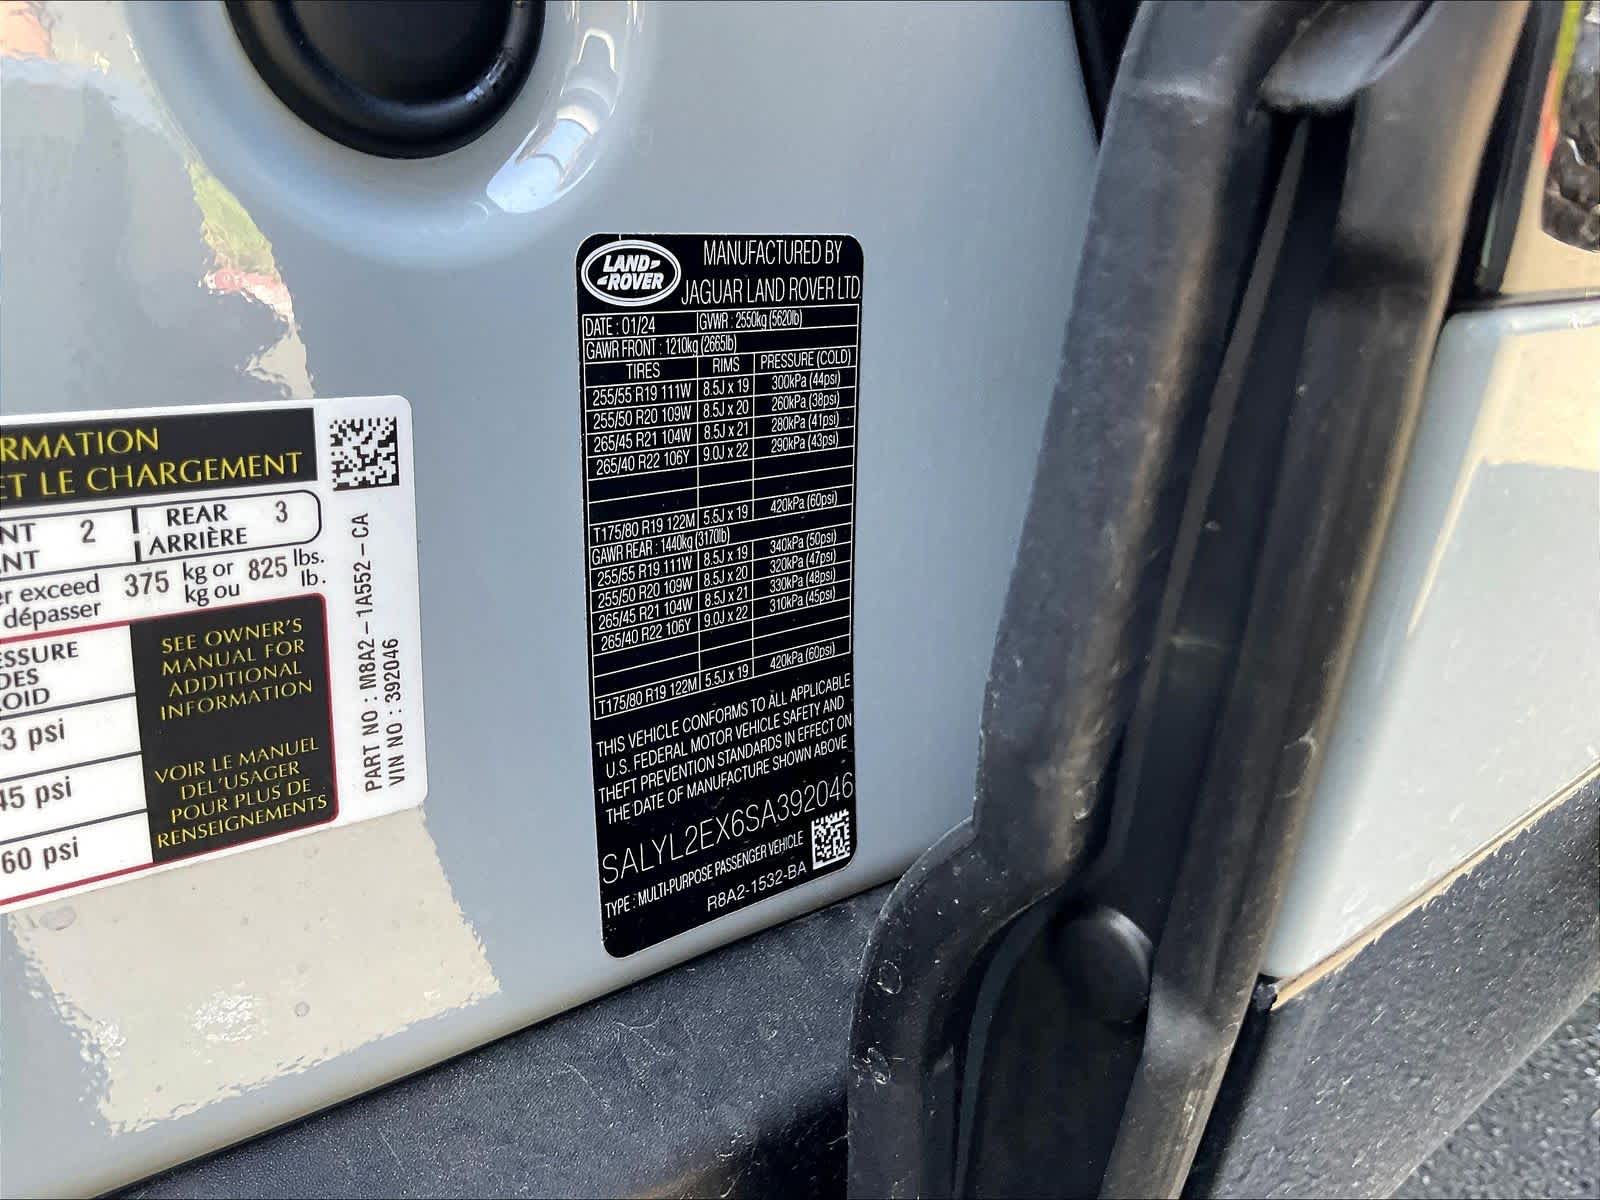 RMATION
ET LE CHARGEMENT
NT 2 REAR 3
ANT ARRIÈRE
er exceed 375 kg or 825 lbs.
dépasser kg ou lb.
ESSURE
DES
OID
3 psi
45 psi
60 psi
SEE OWNER'S
MANUAL FOR
ADDITIONAL
INFORMATION
VOIR LE MANUEL
DEL'USAGER
POUR PLUS DE
RENSEIGNEMENTS
PART NO : M8A2-1A552-CA
VIN NO : 392046
LAND-
-ROVER
MANUFACTURED BY
JAGUAR LAND ROVER LTD
DATE : 01/24 GVWR : 2550kg (5620lb)
GAWR FRONT : 1210kg (2665lb)
TIRES RIMS PRESSURE (COLD)
255/55 R19 111W 8.5J x 19 300kPa (44psi)
255/50 R20 109W 8.5J x 20 260kPa (38psi)
265/45 R21 104W 8.5J x 21 280kPa (41psi)
265/40 R22 106Y 9.0J x 22 290kPa (43psi)
T175/80 R19 122M 5.5J x 19 420kPa (60psi)
GAWR REAR : 1440kg (3170lb)
255/55 R19 111W 8.5J x 19 340kPa (50psi)
255/50 R20 109W 8.5J x 20 320kPa (47psi)
265/45 R21 104W 8.5J x 21 330kPa (48psi)
265/40 R22 106Y 9.0J x 22 310kPa (45psi)
T175/80 R19 122M 5.5J x 19 420kPa (60psi)
THIS VEHICLE CONFORMS TO ALL APPLICABLE
U.S. FEDERAL MOTOR VEHICLE SAFETY AND
THEFT PREVENTION STANDARDS IN EFFECT ON
THE DATE OF MANUFACTURE SHOWN ABOVE
SALYL2EX6SA392046
TYPE : MULTI-PURPOSE PASSENGER VEHICLE
R8A2-1532-BA